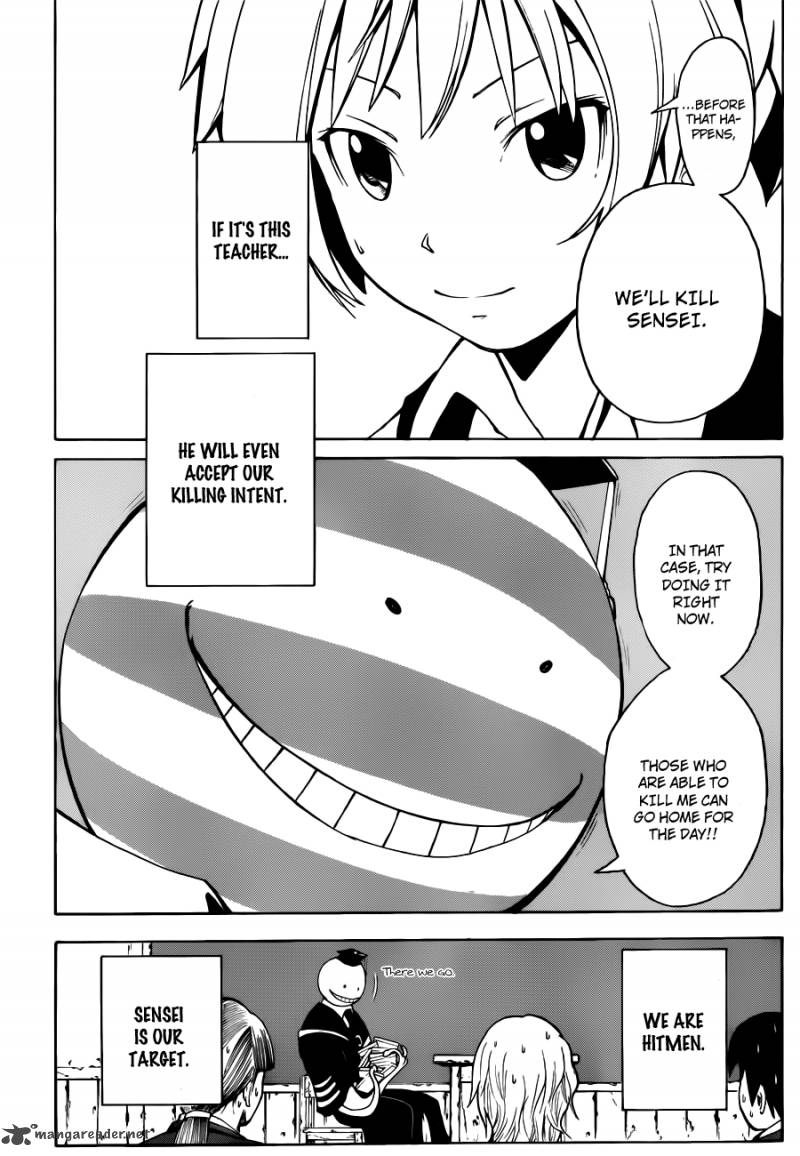 ...BEFORE
THAT HA-
PPENS,
WE'LL KILL
SENSEI.
IF IT'S THIS
TEACHER...
HE WILL EVEN
ACCEPT OUR
KILLING INTENT.
IN THAT
CASE, TRY
DOING IT
RIGHT
NOW.
THOSE WHO
ARE ABLE TO
KILL ME CAN
GO HOME FOR
THE DAY!!
WE ARE
HITMEN.
There we go.
SENSEI
IS OUR
TARGET.
mangareader.net